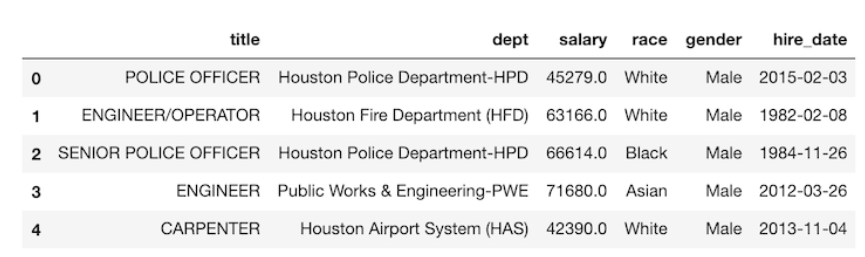 title dept salary race gender hire_date
0 POLICE OFFICER Houston Police Department-HPD 45279.0 White Male 2015-02-03
1 ENGINEER/OPERATOR Houston Fire Department (HFD) 63166.0 White Male 1982-02-08
2 SENIOR POLICE OFFICER Houston Police Department-HPD 66614.0 Black Male 1984-11-26
3 ENGINEER Public Works & Engineering-PWE 71680.0 Asian Male 2012-03-26
4 CARPENTER Houston Airport System (HAS) 42390.0 White Male 2013-11-04